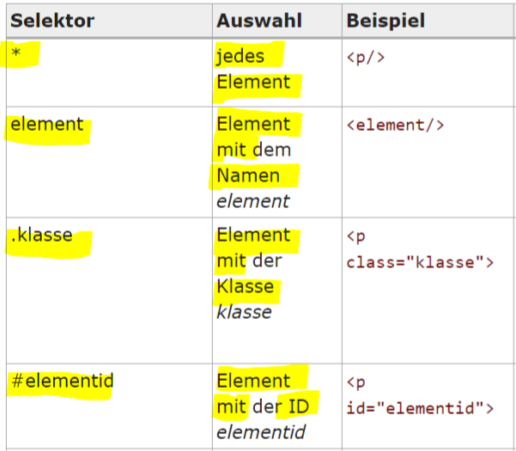 Selektor Auswahl Beispiel
* jedes <p/>
Element
element Element <element/>
mit dem
Namen
element
.klasse Element <p
mit der class="klasse">
Klasse
klasse
#elementid Element <p
mit der ID id="elementid">
elementid